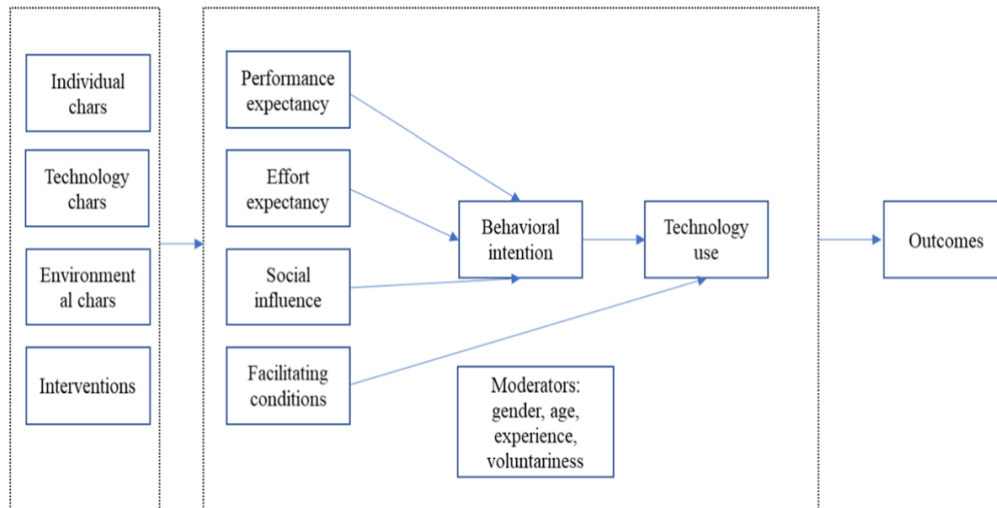 Individual
chars
Technology
chars
Environment
al chars
Interventions
Performance
expectancy
Effort
expectancy
Social
influence
Facilitating
conditions
Behavioral
intention
Technology
use
Moderators:
gender, age,
experience,
voluntariness
Outcomes